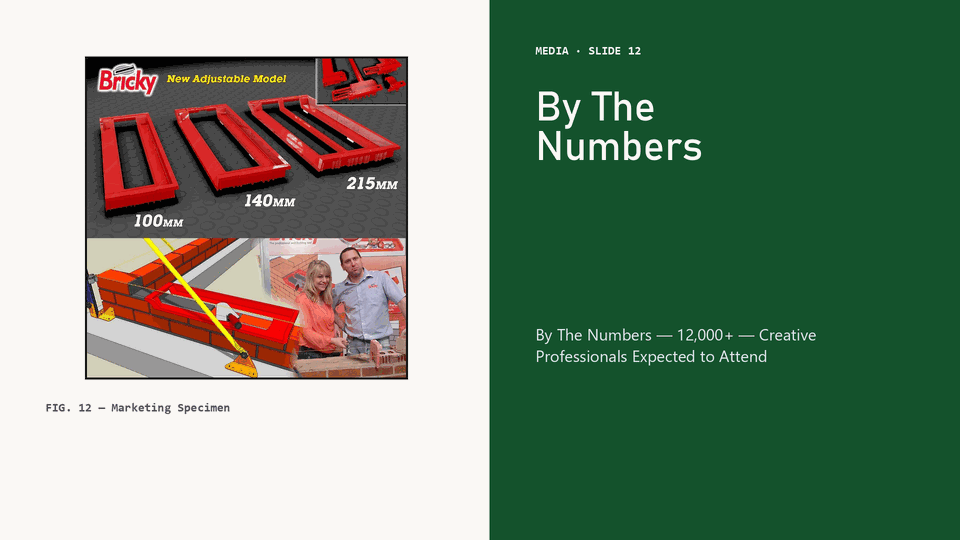 Bricky
New Adjustable Model
100MM
140MM
215MM
FIG. 12 — Marketing Specimen
MEDIA · SLIDE 12
By The
Numbers
By The Numbers — 12,000+ — Creative
Professionals Expected to Attend